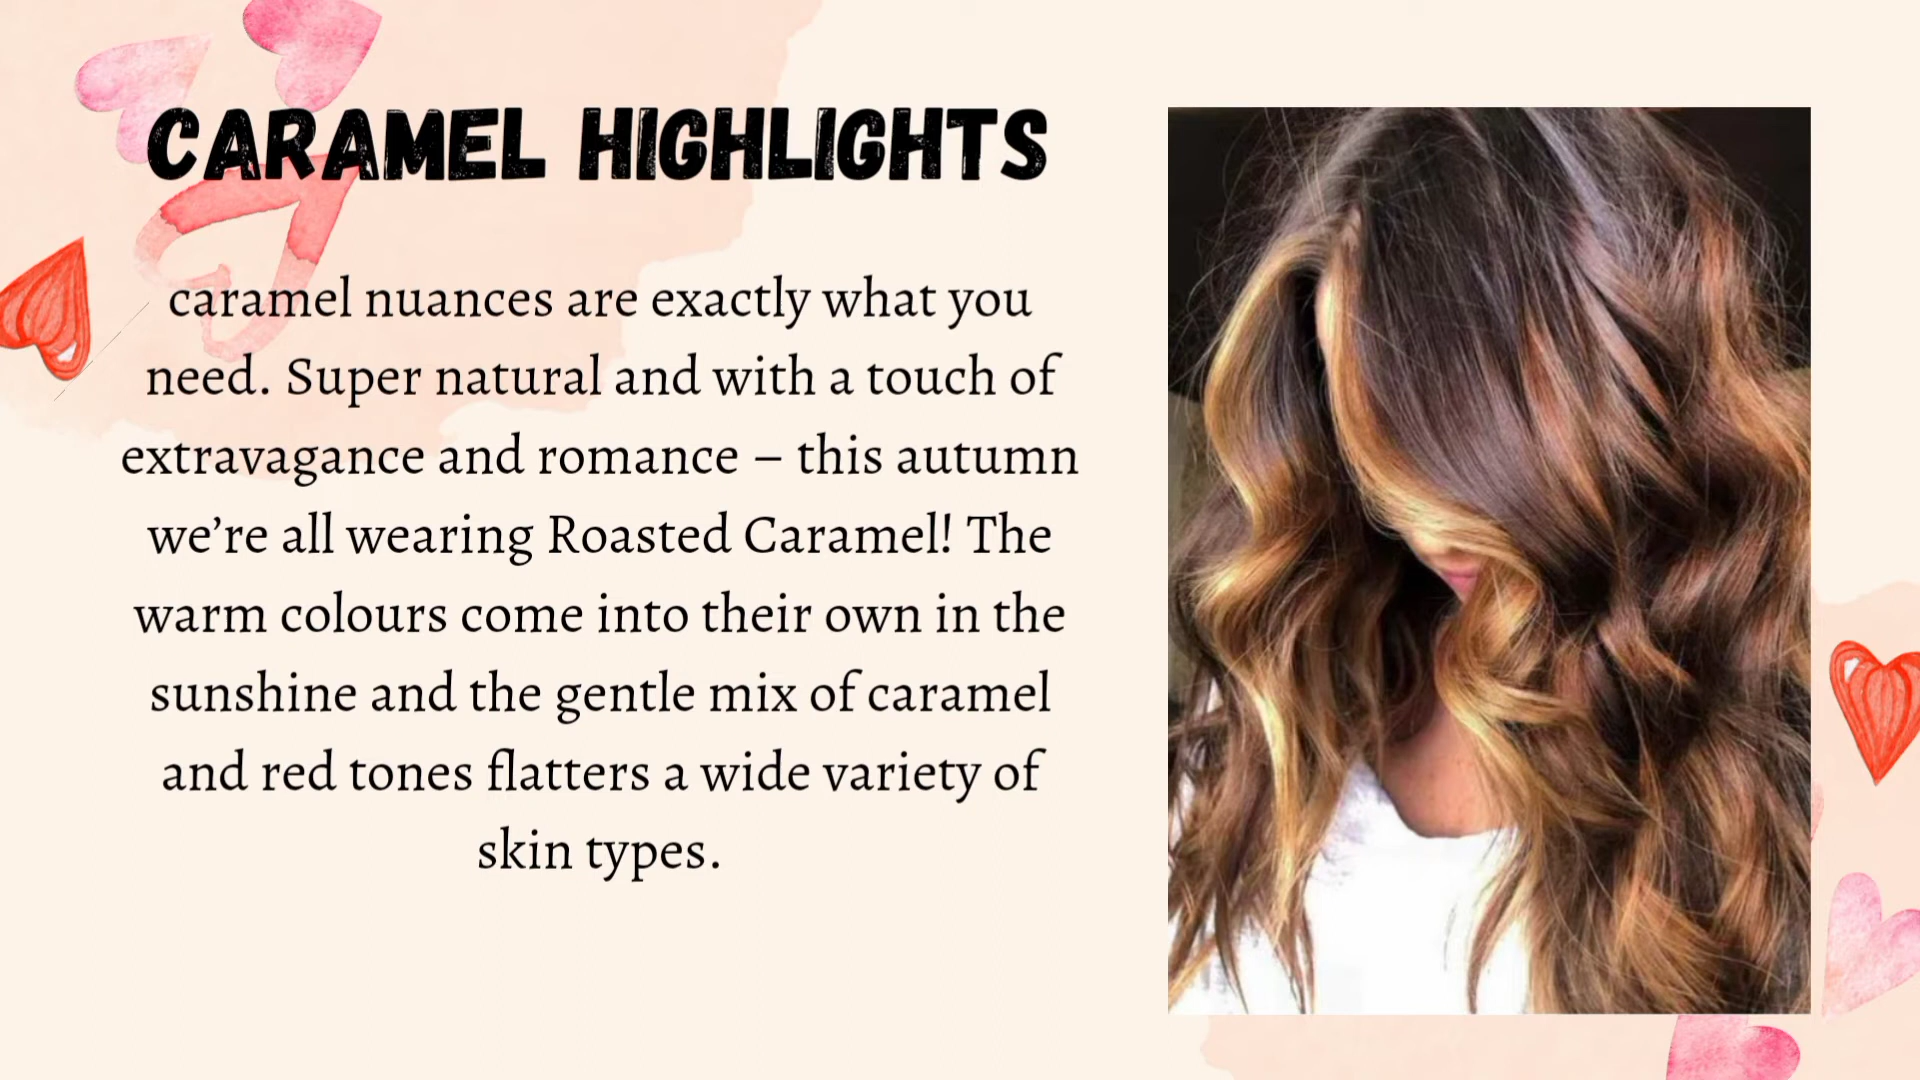 CARAMEL HIGHLIGHTS
caramel nuances are exactly what you
need. Super natural and with a touch of
extravagance and romance – this autumn
we’re all wearing Roasted Caramel! The
warm colours come into their own in the
sunshine and the gentle mix of caramel
and red tones flatters a wide variety of
skin types.